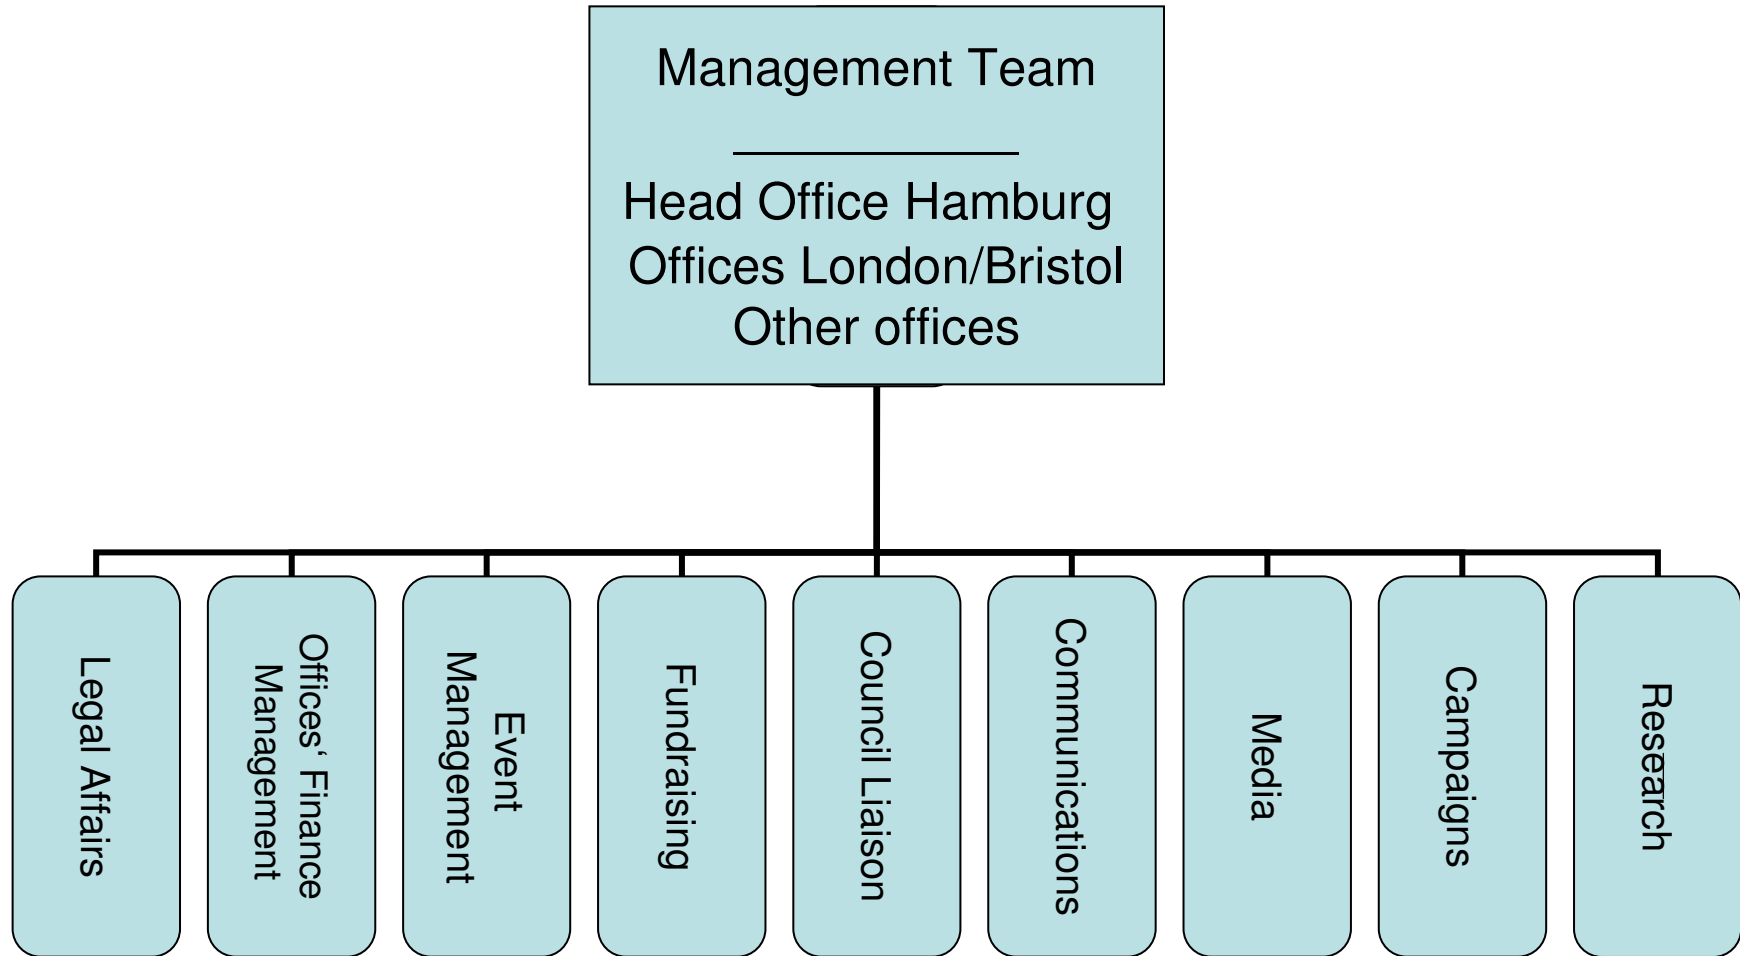 Management Team
Head Office Hamburg
Offices London/Bristol
Other offices
Legal Affairs
Offices‘ Finance
Management
Event
Management
Fundraising
Council Liaison
Communications
Media
Campaigns
Research